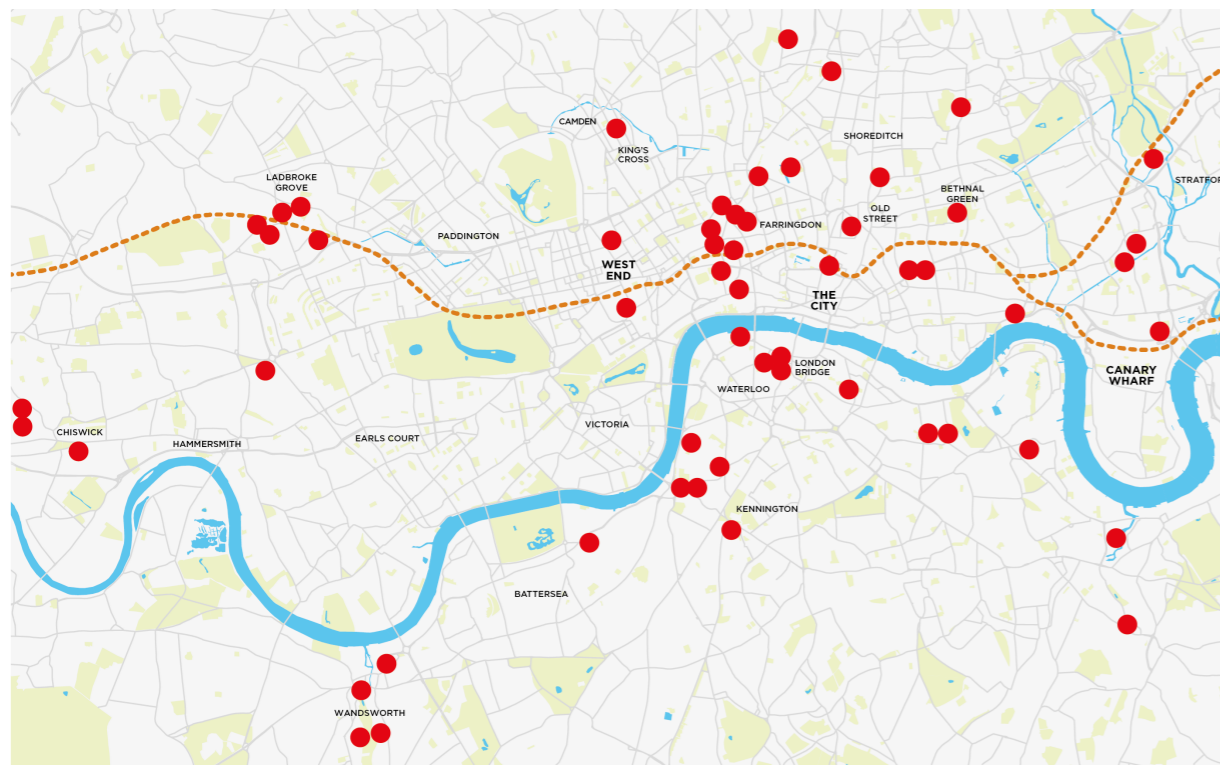 CAMDEN
KING'S
CROSS
SHOREDITCH
LADBROKE
GROVE
STRATFOR
BETHNAL
GREEN
OLD
STREET
FARRINGDON
PADDINGTON
WEST
END
THE
CITY
LONDON
BRIDGE
CANARY
WHARF
WATERLOO
CHISWICK
HAMMERSMITH
EARLS COURT
VICTORIA
KENNINGTON
BATTERSEA
WANDSWORTH